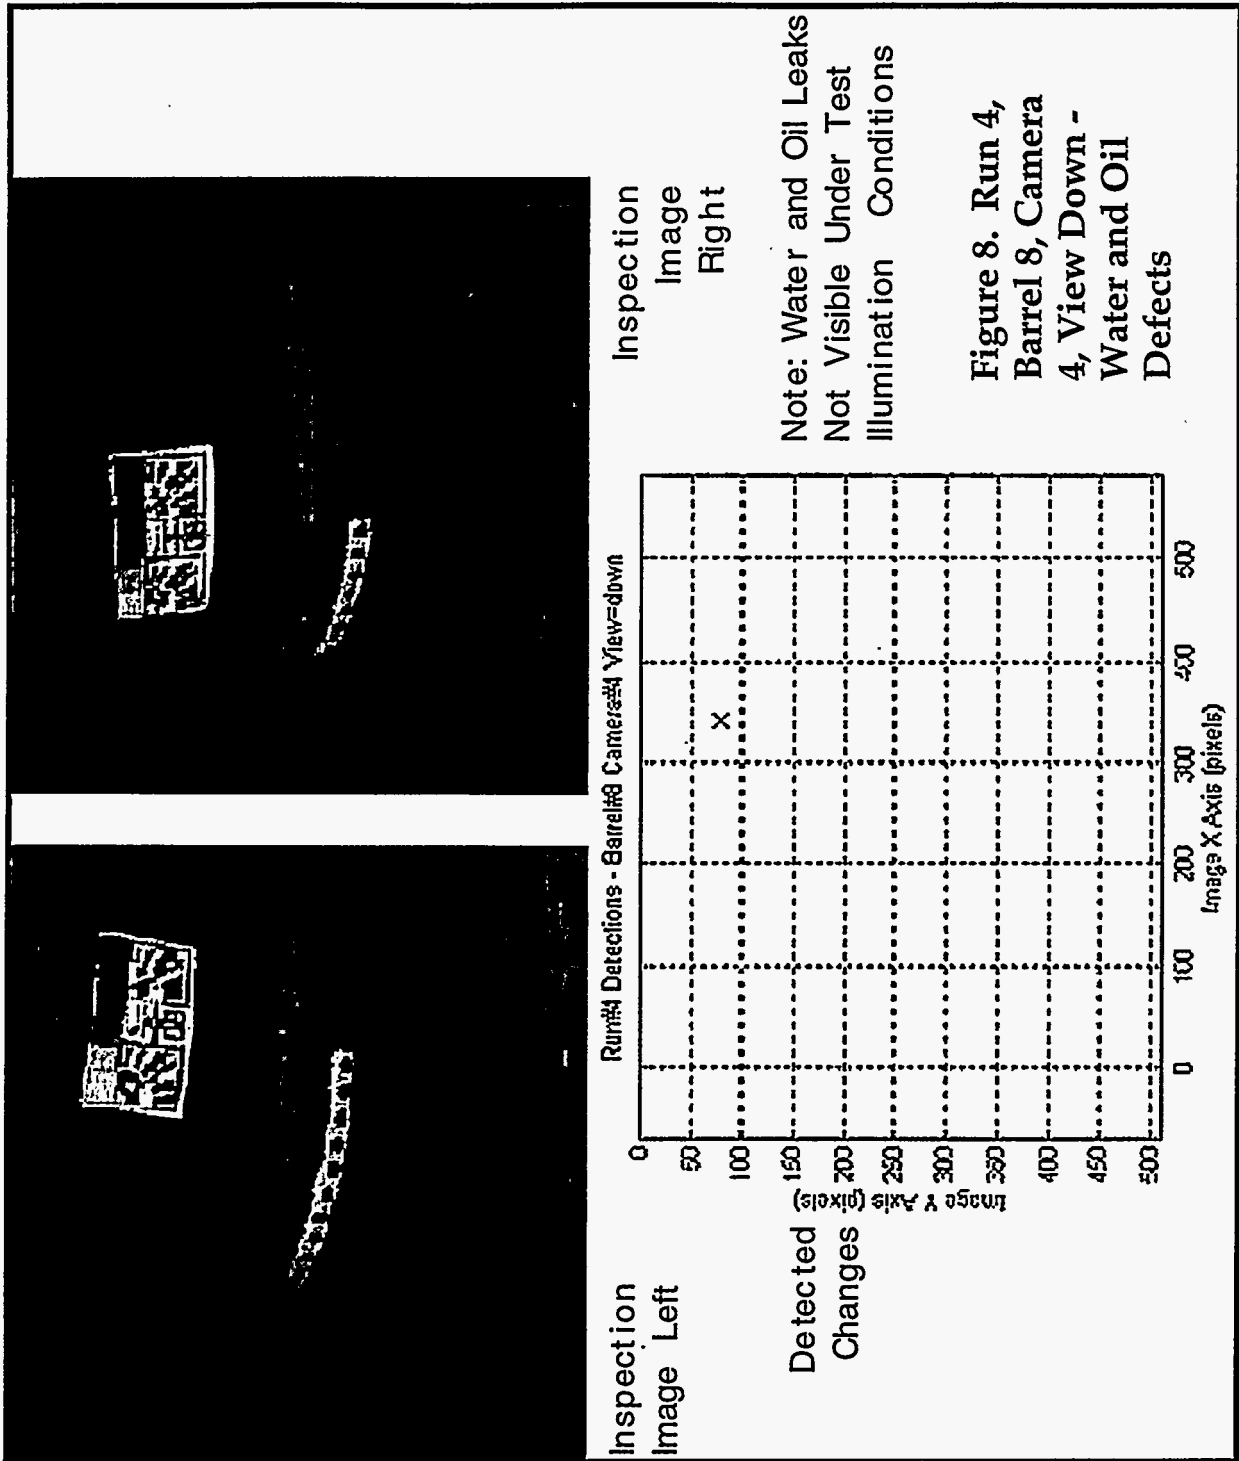 Inspection
Image Left
Inspection
Image
Right
Run#4 Detections - Barrel#8 Camera#4 View=down
Detected
Changes
Image Y Axis (pixels)
0
50
100
150
200
250
300
350
400
450
500
0
100
200
300
400
500
Image X Axis (pixels)
Note: Water and Oil Leaks
Not Visible Under Test
Illumination Conditions
Figure 8. Run 4,
Barrel 8, Camera
4, View Down -
Water and Oil
Defects